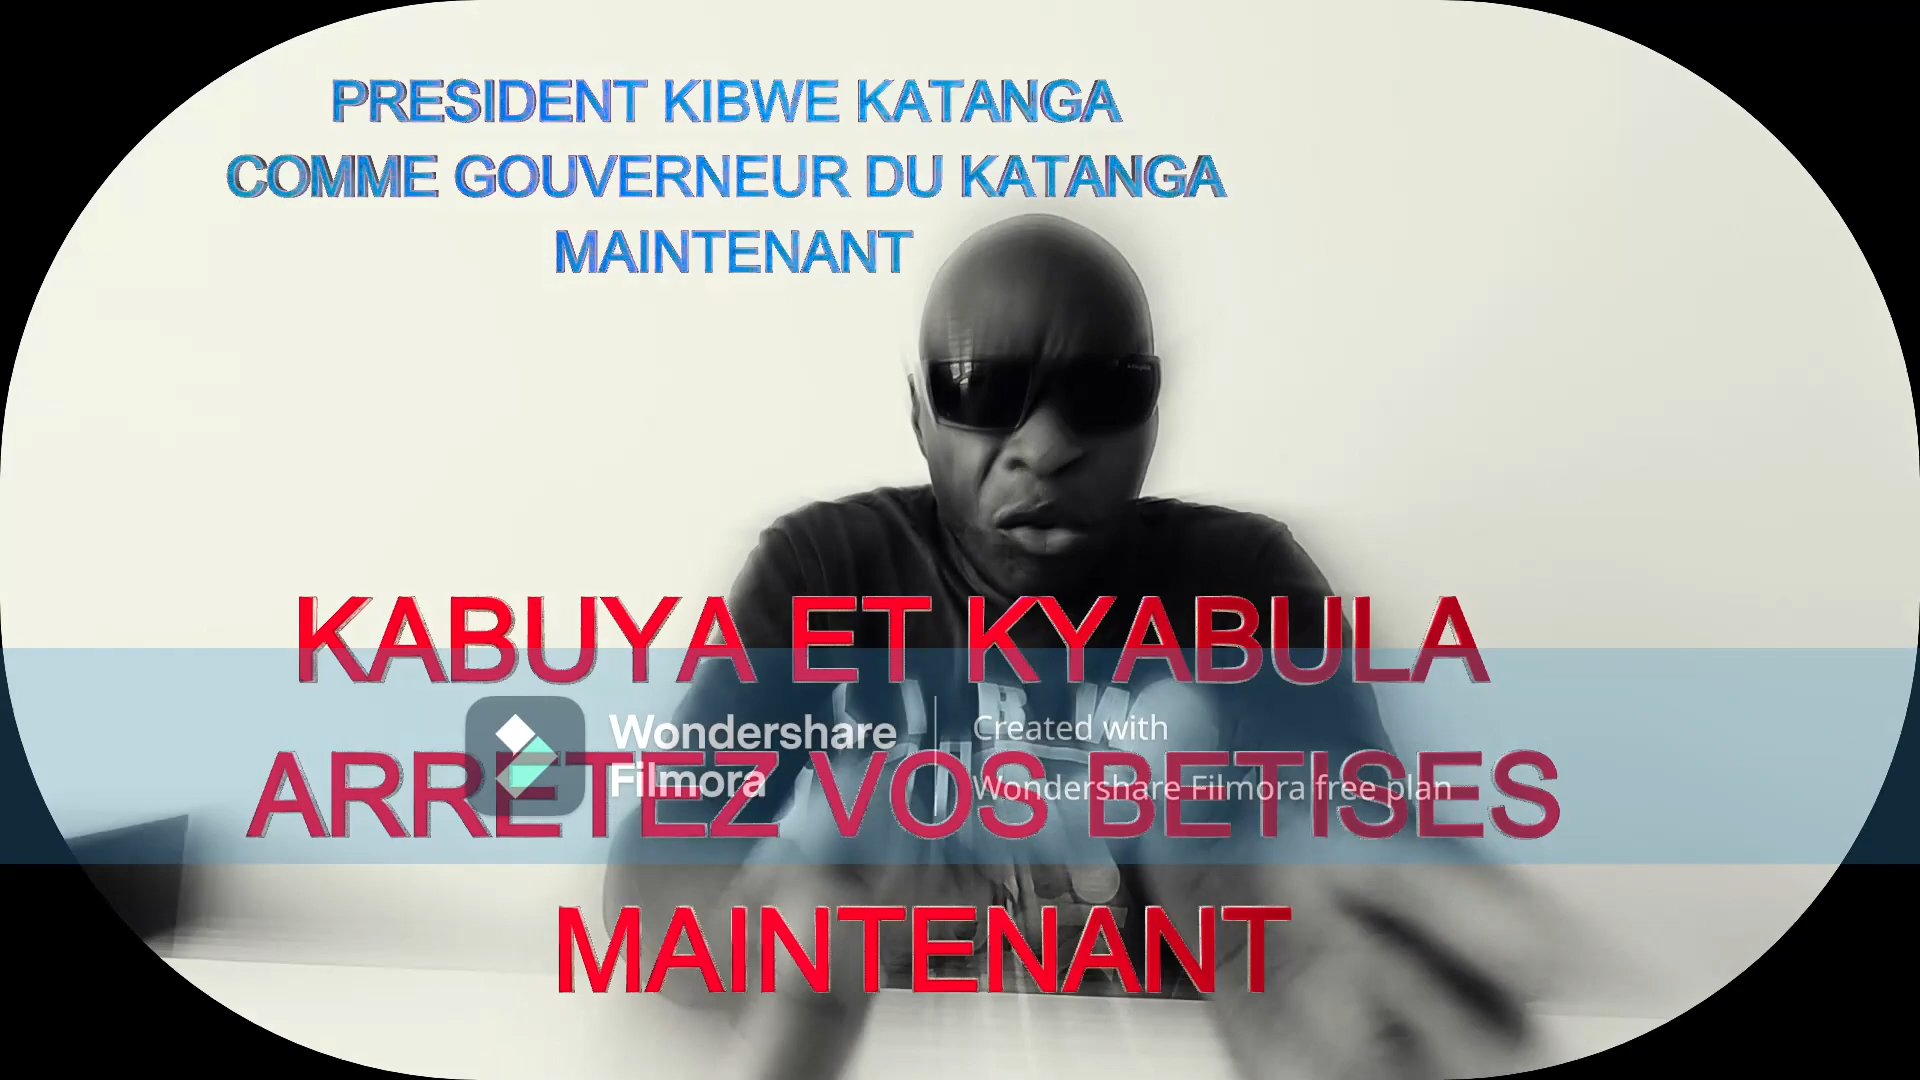 PRESIDENT KIBWE KATANGA
COMME GOUVERNEUR DU KATANGA
MAINTENANT
KABUYA ET KYABULA
Wondershare
Filmora
Created with
Wondershare Filmora free plan
ARRETEZ VOS BETISES
MAINTENANT